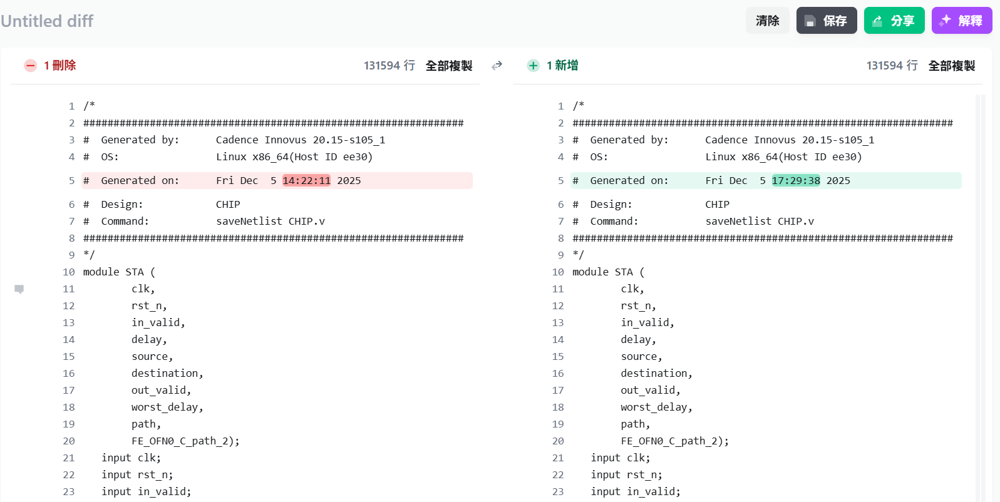 Untitled diff
清除 保存 分享 解釋
1 刪除 131594 行 全部複製
1 新增 131594 行 全部複製
1 /*
2 ###############################################################
3 #  Generated by:      Cadence Innovus 20.15-s105_1
4 #  OS:                Linux x86_64(Host ID ee30)
5 #  Generated on:      Fri Dec  5 14:22:11 2025
6 #  Design:            CHIP
7 #  Command:           saveNetlist CHIP.v
8 ###############################################################
9 */
10 module STA (
11         clk,
12         rst_n,
13         in_valid,
14         delay,
15         source,
16         destination,
17         out_valid,
18         worst_delay,
19         path,
20         FE_OFN0_C_path_2);
21    input clk;
22    input rst_n;
23    input in_valid;
1 /*
2 ###############################################################
3 #  Generated by:      Cadence Innovus 20.15-s105_1
4 #  OS:                Linux x86_64(Host ID ee30)
5 #  Generated on:      Fri Dec  5 17:29:38 2025
6 #  Design:            CHIP
7 #  Command:           saveNetlist CHIP.v
8 ###############################################################
9 */
10 module STA (
11         clk,
12         rst_n,
13         in_valid,
14         delay,
15         source,
16         destination,
17         out_valid,
18         worst_delay,
19         path,
20         FE_OFN0_C_path_2);
21    input clk;
22    input rst_n;
23    input in_valid;